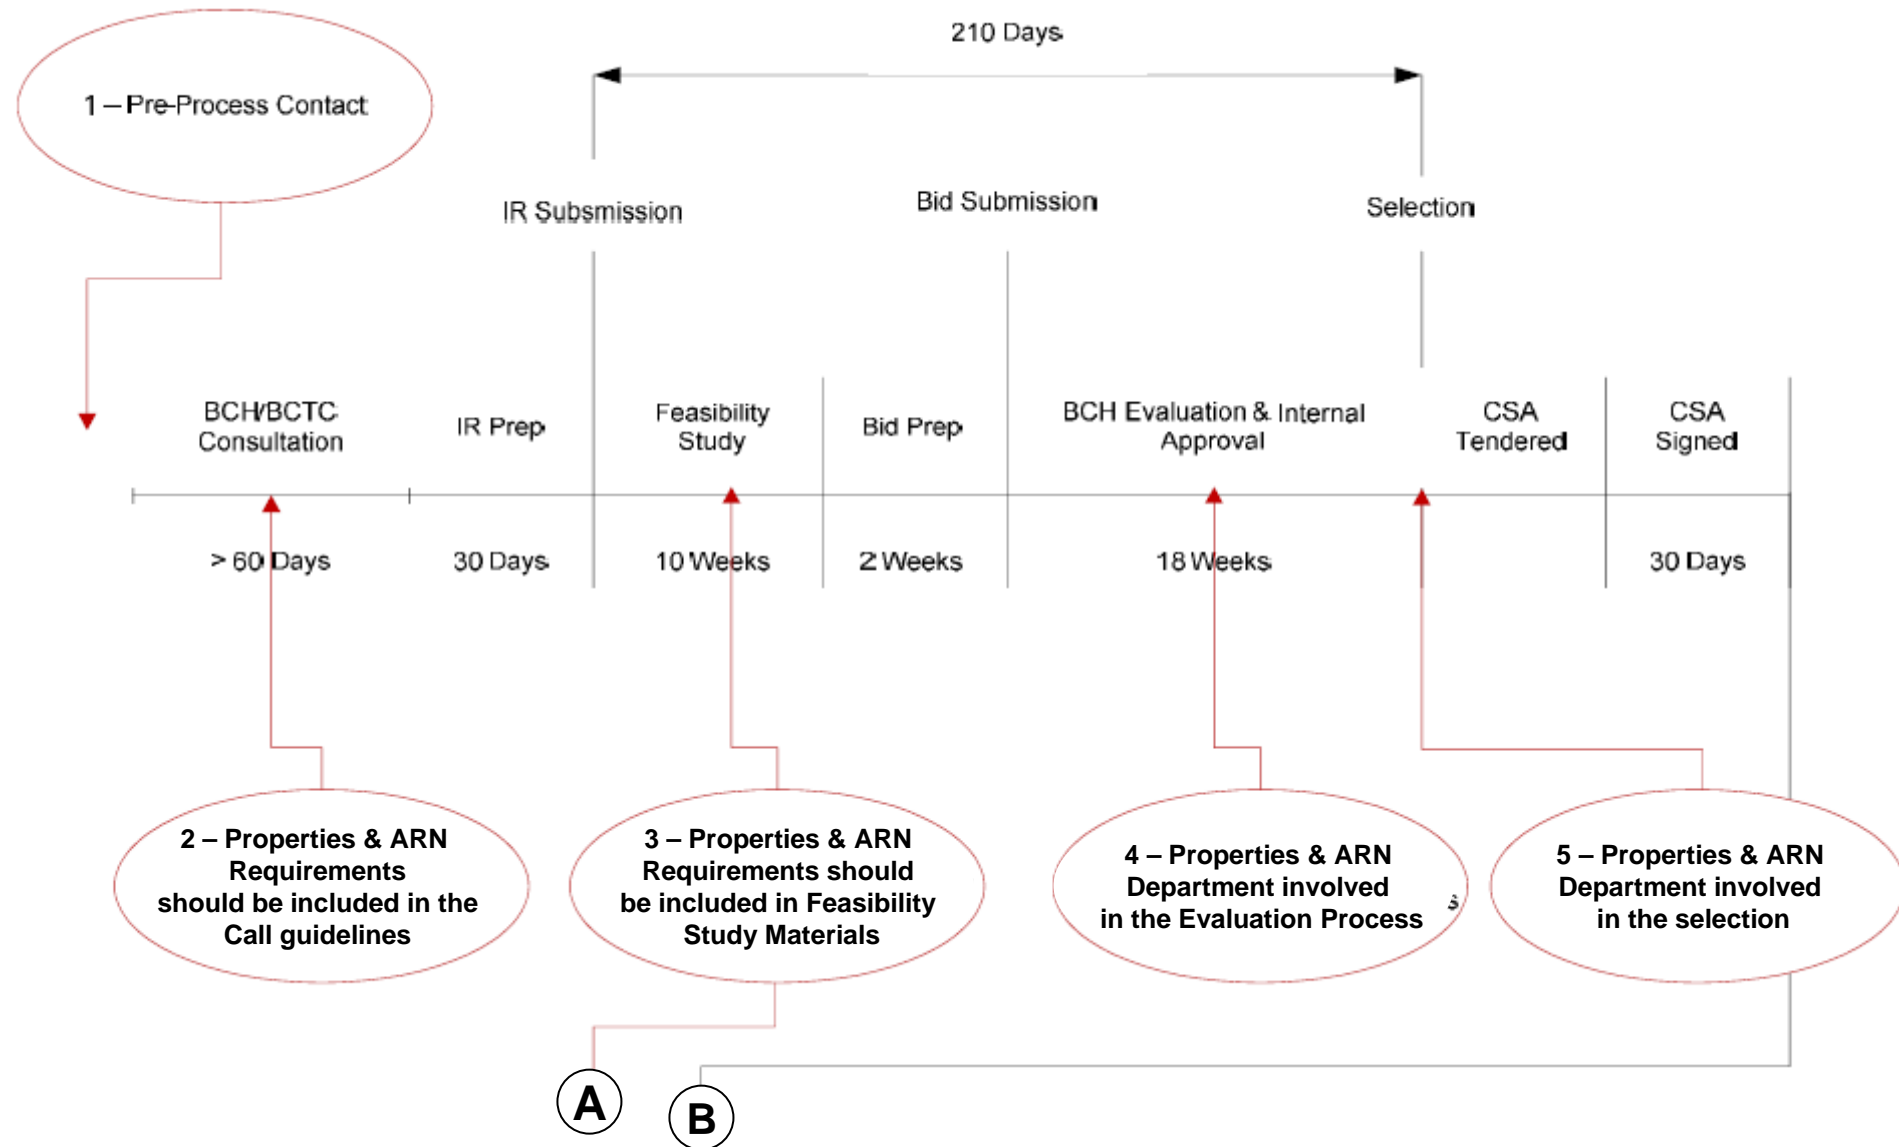 210 Days
1 – Pre-Process Contact
IR Subsmission
Bid Submission
Selection
BCH/BCTC
Consultation
IR Prep
Feasibility
Study
Bid Prep
BCH Evaluation & Internal
Approval
CSA
Tendered
CSA
Signed
> 60 Days
30 Days
10 Weeks
2 Weeks
18 Weeks
30 Days
2 – Properties & ARN
Requirements
should be included in the
Call guidelines
3 – Properties & ARN
Requirements should
be included in Feasibility
Study Materials
4 – Properties & ARN
Department involved
in the Evaluation Process
s
5 – Properties & ARN
Department involved
in the selection
A
B